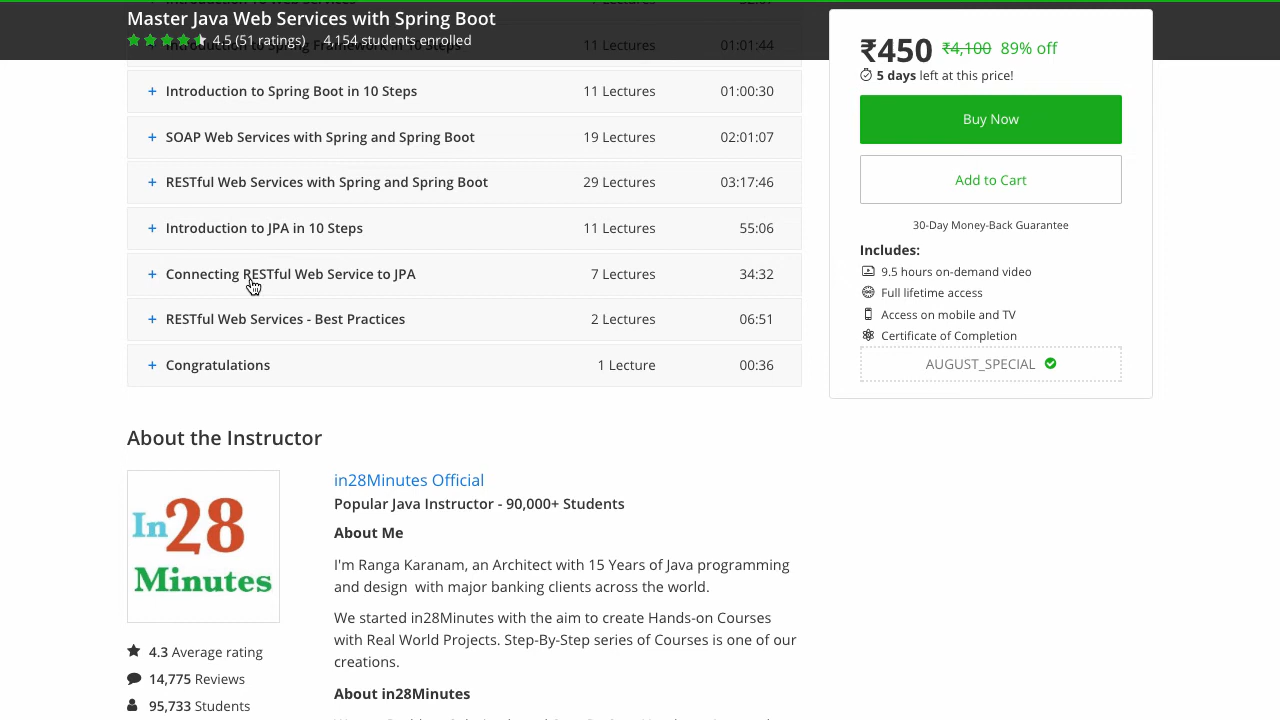 Master Java Web Services with Spring Boot
4.5 (51 ratings) 4,154 students enrolled
Introduction to Spring Framework in 10 Steps 11 Lectures 01:01:44
+ Introduction to Spring Boot in 10 Steps 11 Lectures 01:00:30
+ SOAP Web Services with Spring and Spring Boot 19 Lectures 02:01:07
+ RESTful Web Services with Spring and Spring Boot 29 Lectures 03:17:46
+ Introduction to JPA in 10 Steps 11 Lectures 55:06
+ Connecting RESTful Web Service to JPA 7 Lectures 34:32
+ RESTful Web Services - Best Practices 2 Lectures 06:51
+ Congratulations 1 Lecture 00:36
₹450 ₹4,100 89% off
5 days left at this price!
Buy Now
Add to Cart
30-Day Money-Back Guarantee
Includes:
9.5 hours on-demand video
Full lifetime access
Access on mobile and TV
Certificate of Completion
AUGUST_SPECIAL
About the Instructor
In28
Minutes
4.3 Average rating
14,775 Reviews
95,733 Students
in28Minutes Official
Popular Java Instructor - 90,000+ Students
About Me
I'm Ranga Karanam, an Architect with 15 Years of Java programming
and design with major banking clients across the world.
We started in28Minutes with the aim to create Hands-on Courses
with Real World Projects. Step-By-Step series of Courses is one of our
creations.
About in28Minutes